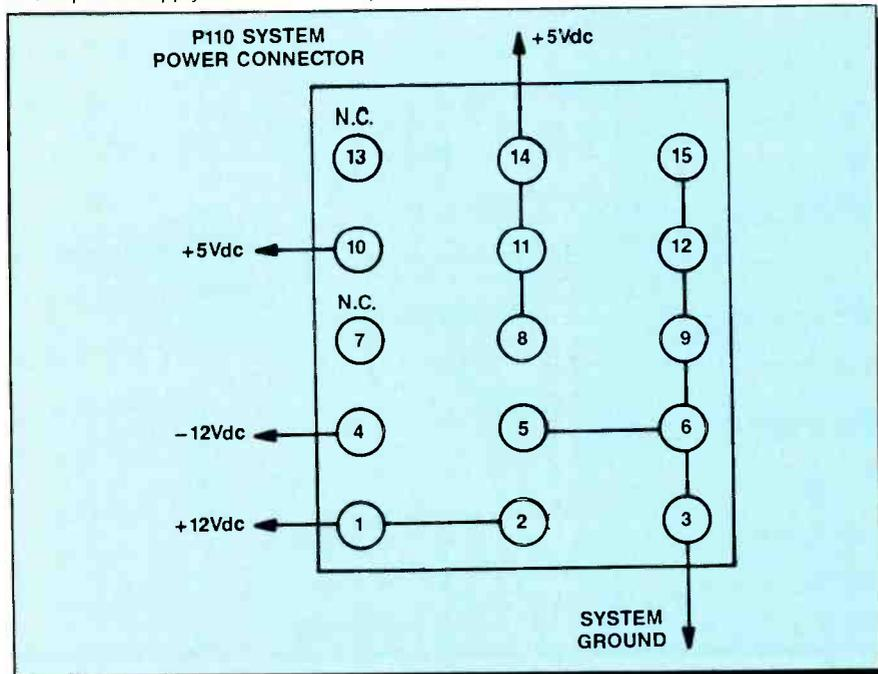 P110 SYSTEM
POWER CONNECTOR
+5Vdc
N.C.
13
14
15
+5Vdc
10
11
12
N.C.
7
8
9
-12Vdc
4
5
6
+12Vdc
1
2
3
SYSTEM
GROUND